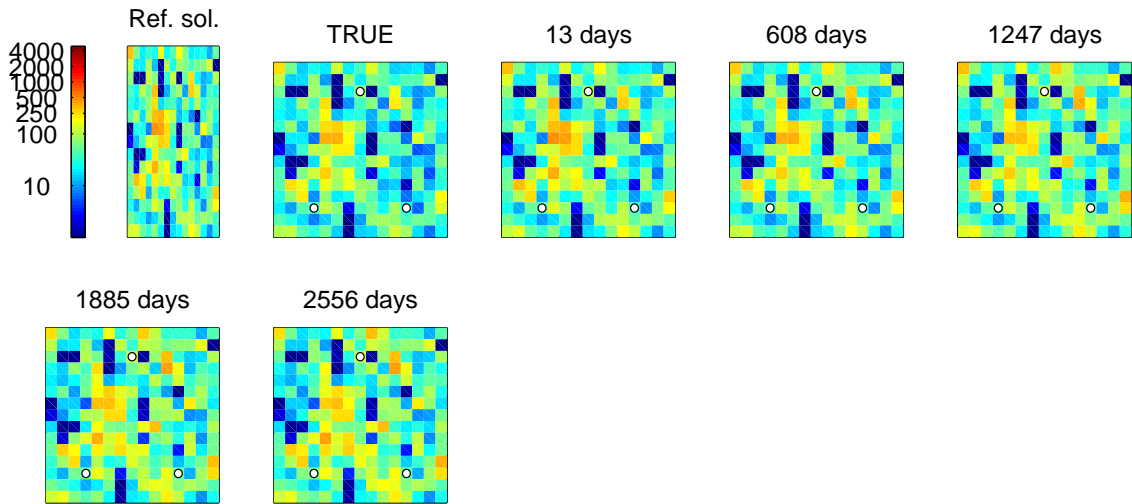 Ref. sol.
TRUE
13 days
608 days
1247 days
4000
2000
1000
500
250
100
10
1885 days
2556 days